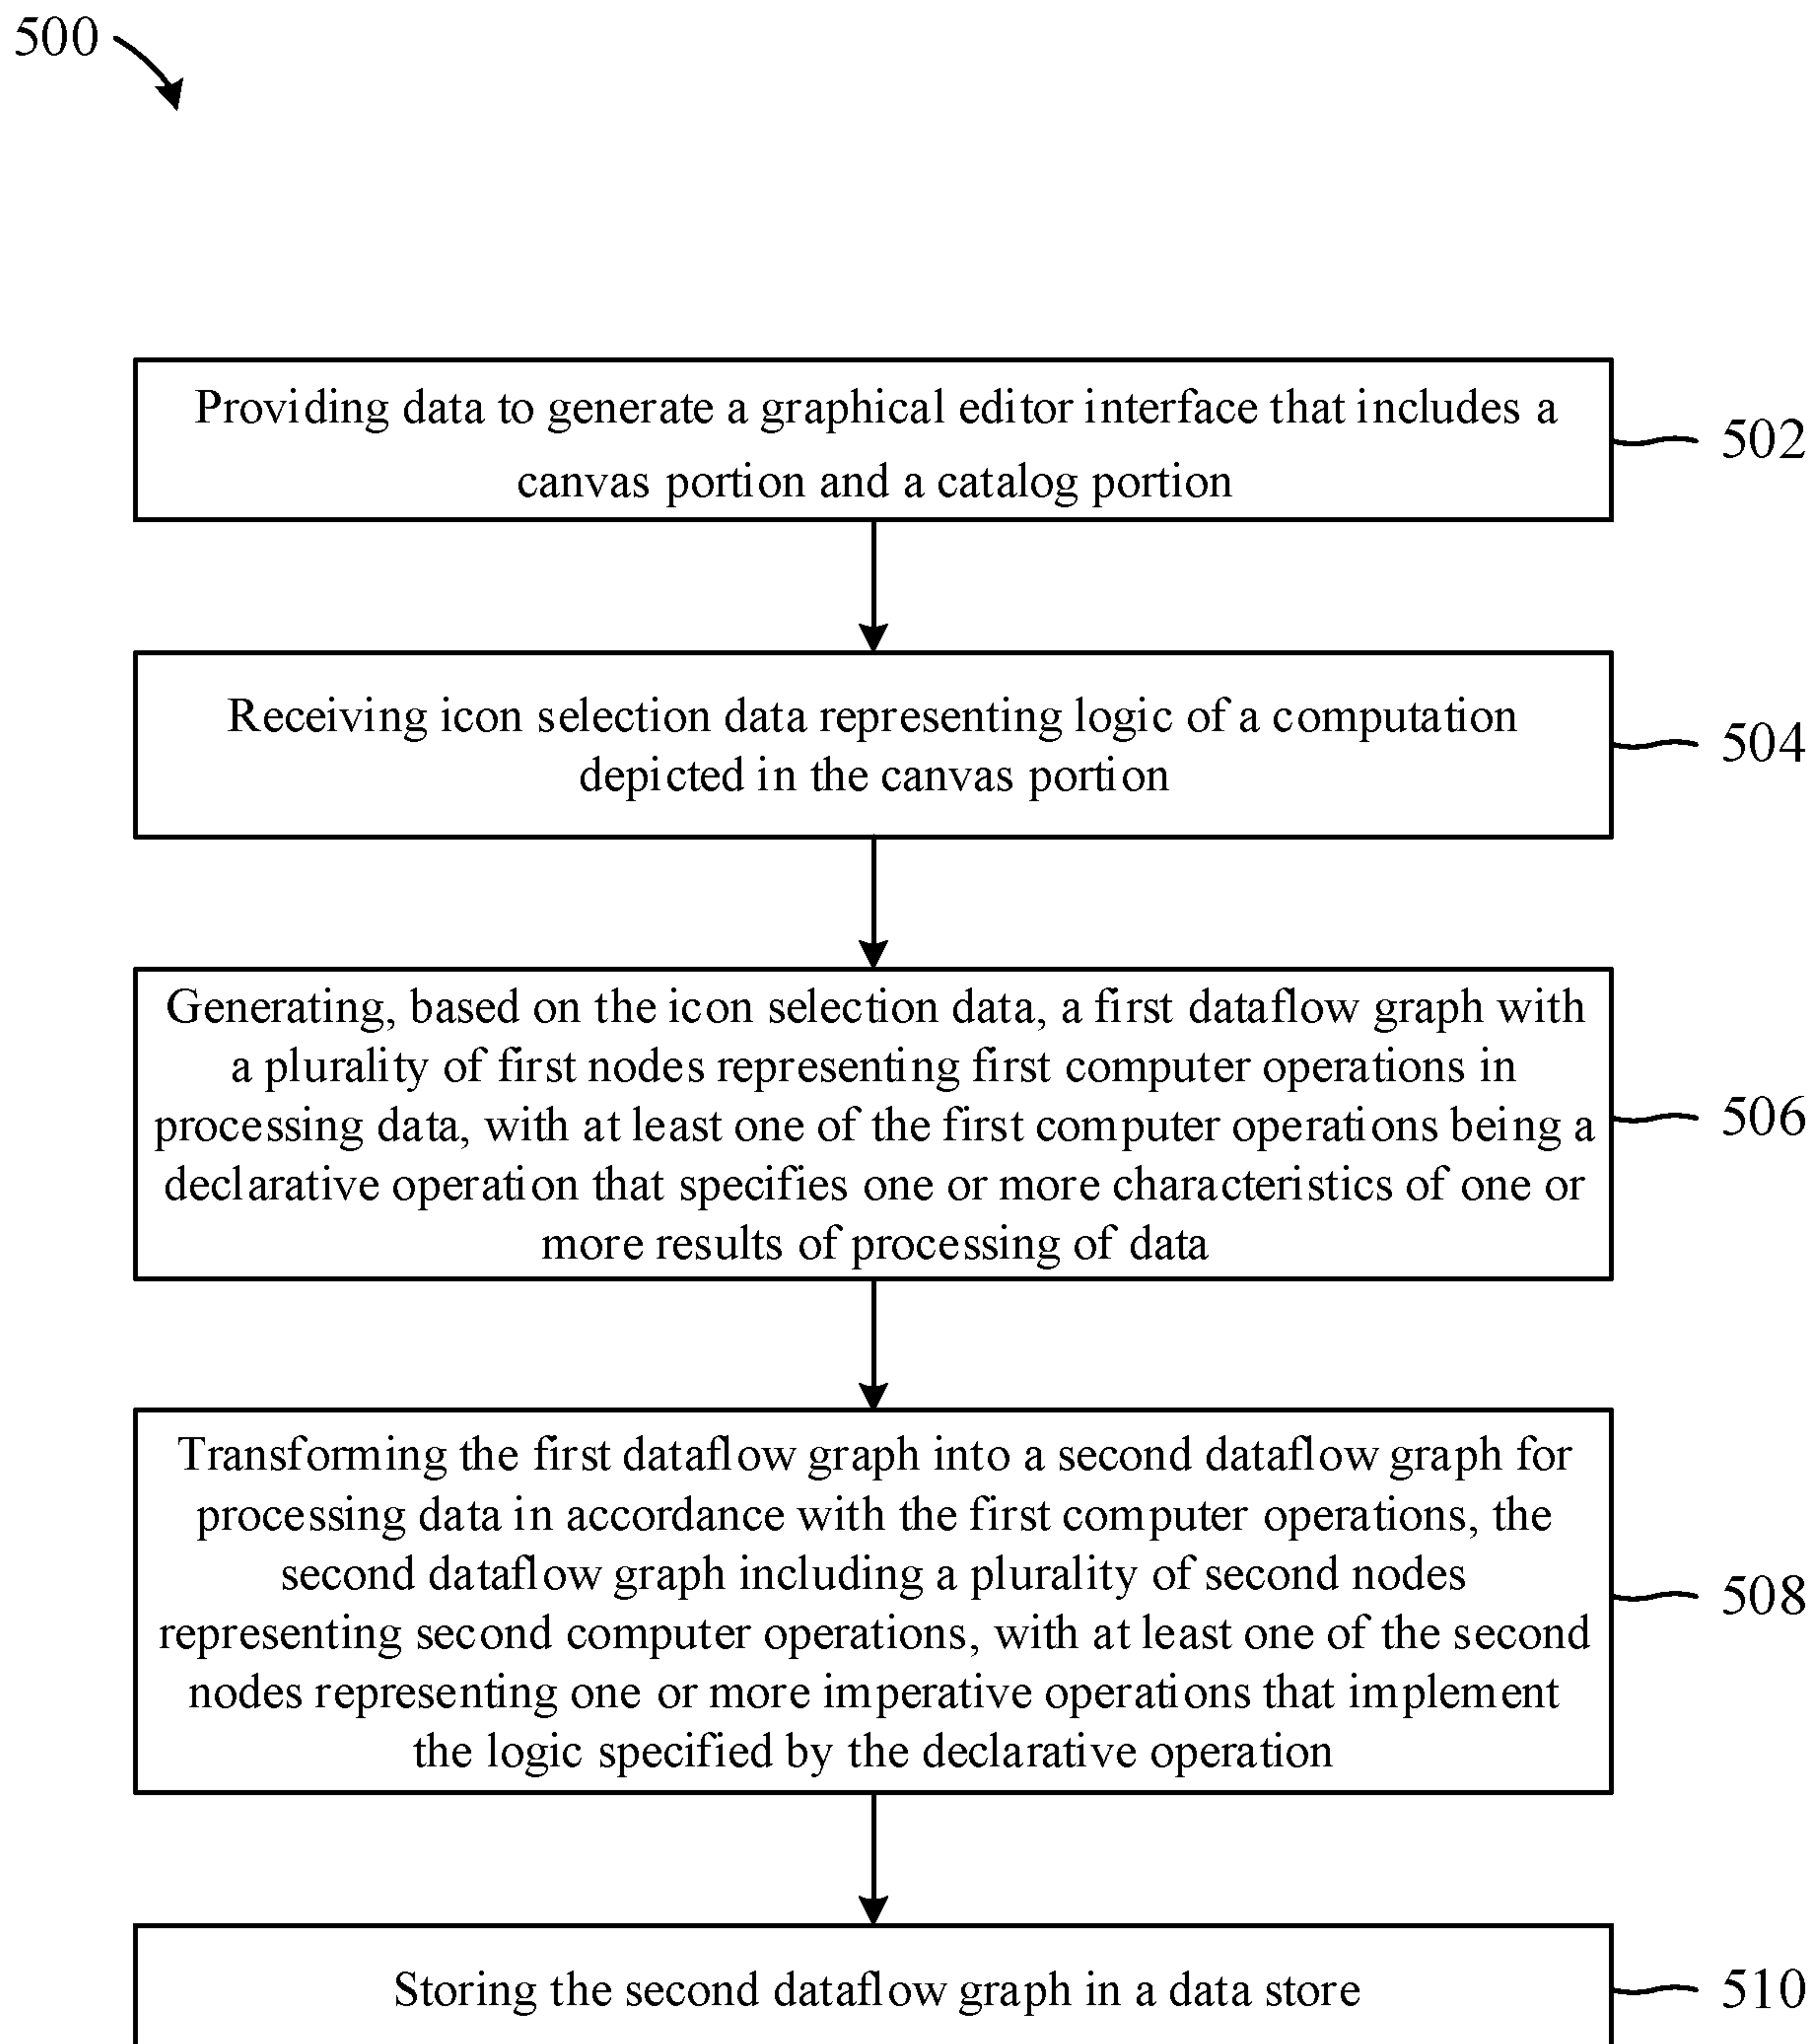 500
Providing data to generate a graphical editor interface that includes a
canvas portion and a catalog portion
502
Receiving icon selection data representing logic of a computation
depicted in the canvas portion
504
Generating, based on the icon selection data, a first dataflow graph with
a plurality of first nodes representing first computer operations in
processing data, with at least one of the first computer operations being a
declarative operation that specifies one or more characteristics of one or
more results of processing of data
506
Transforming the first dataflow graph into a second dataflow graph for
processing data in accordance with the first computer operations, the
second dataflow graph including a plurality of second nodes
representing second computer operations, with at least one of the second
nodes representing one or more imperative operations that implement
the logic specified by the declarative operation
508
Storing the second dataflow graph in a data store
510